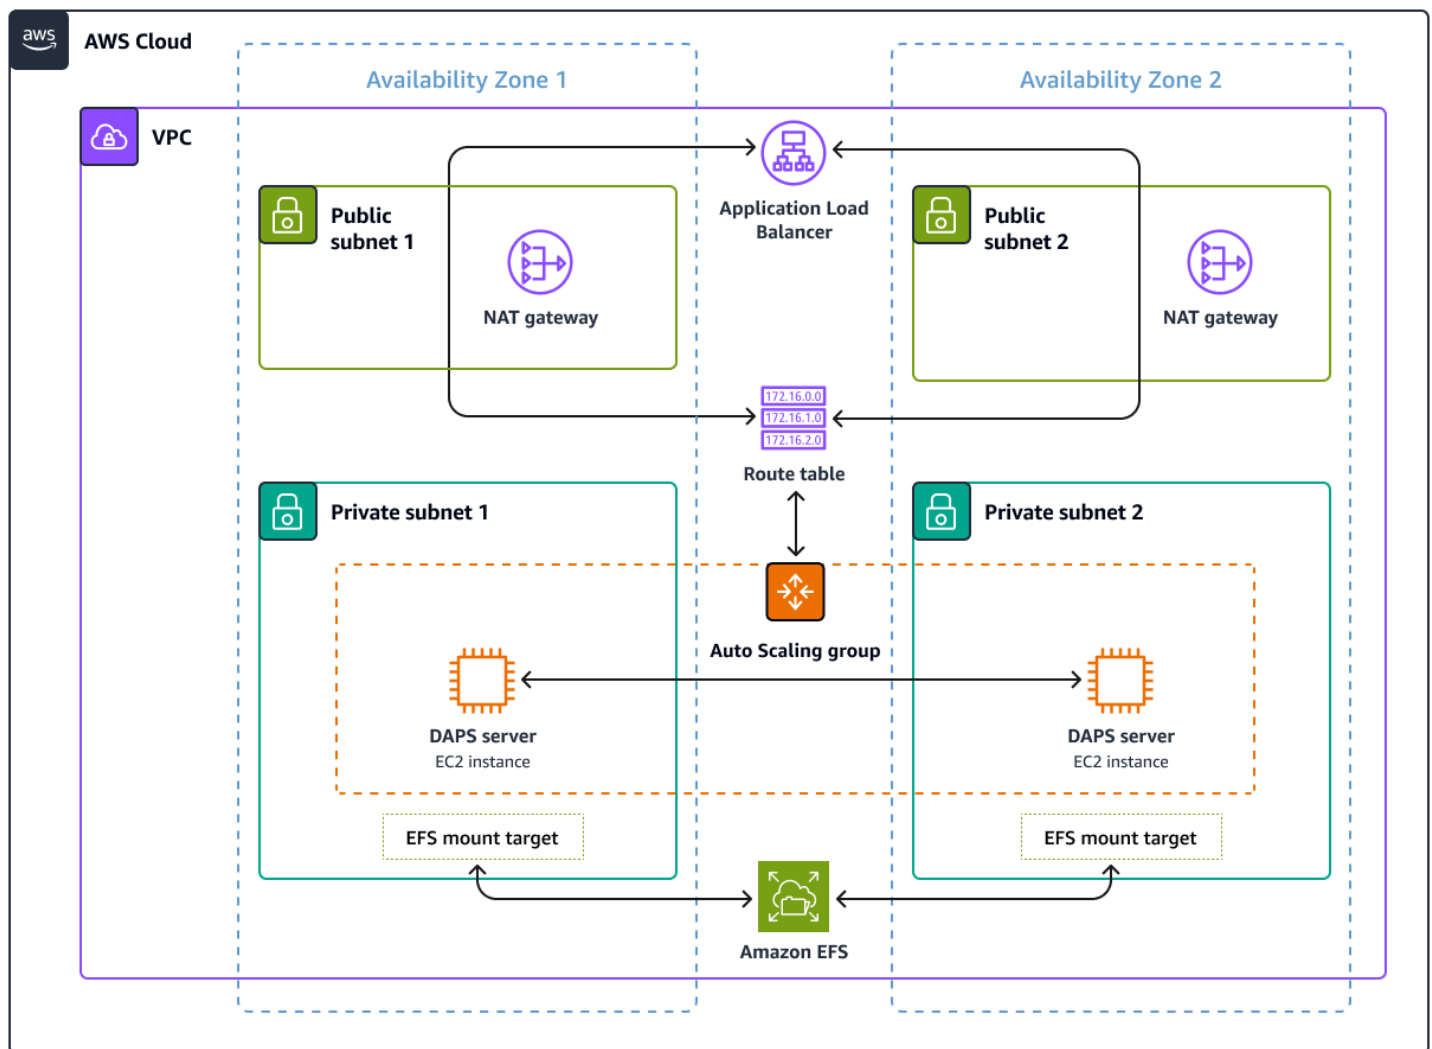 aws
AWS Cloud
Availability Zone 1
Availability Zone 2
VPC
Application Load
Balancer
Public
subnet 1
NAT gateway
Public
subnet 2
NAT gateway
172.16.0.0
172.16.1.0
172.16.2.0
Route table
Private subnet 1
Private subnet 2
Auto Scaling group
DAPS server
EC2 instance
DAPS server
EC2 instance
EFS mount target
EFS mount target
Amazon EFS